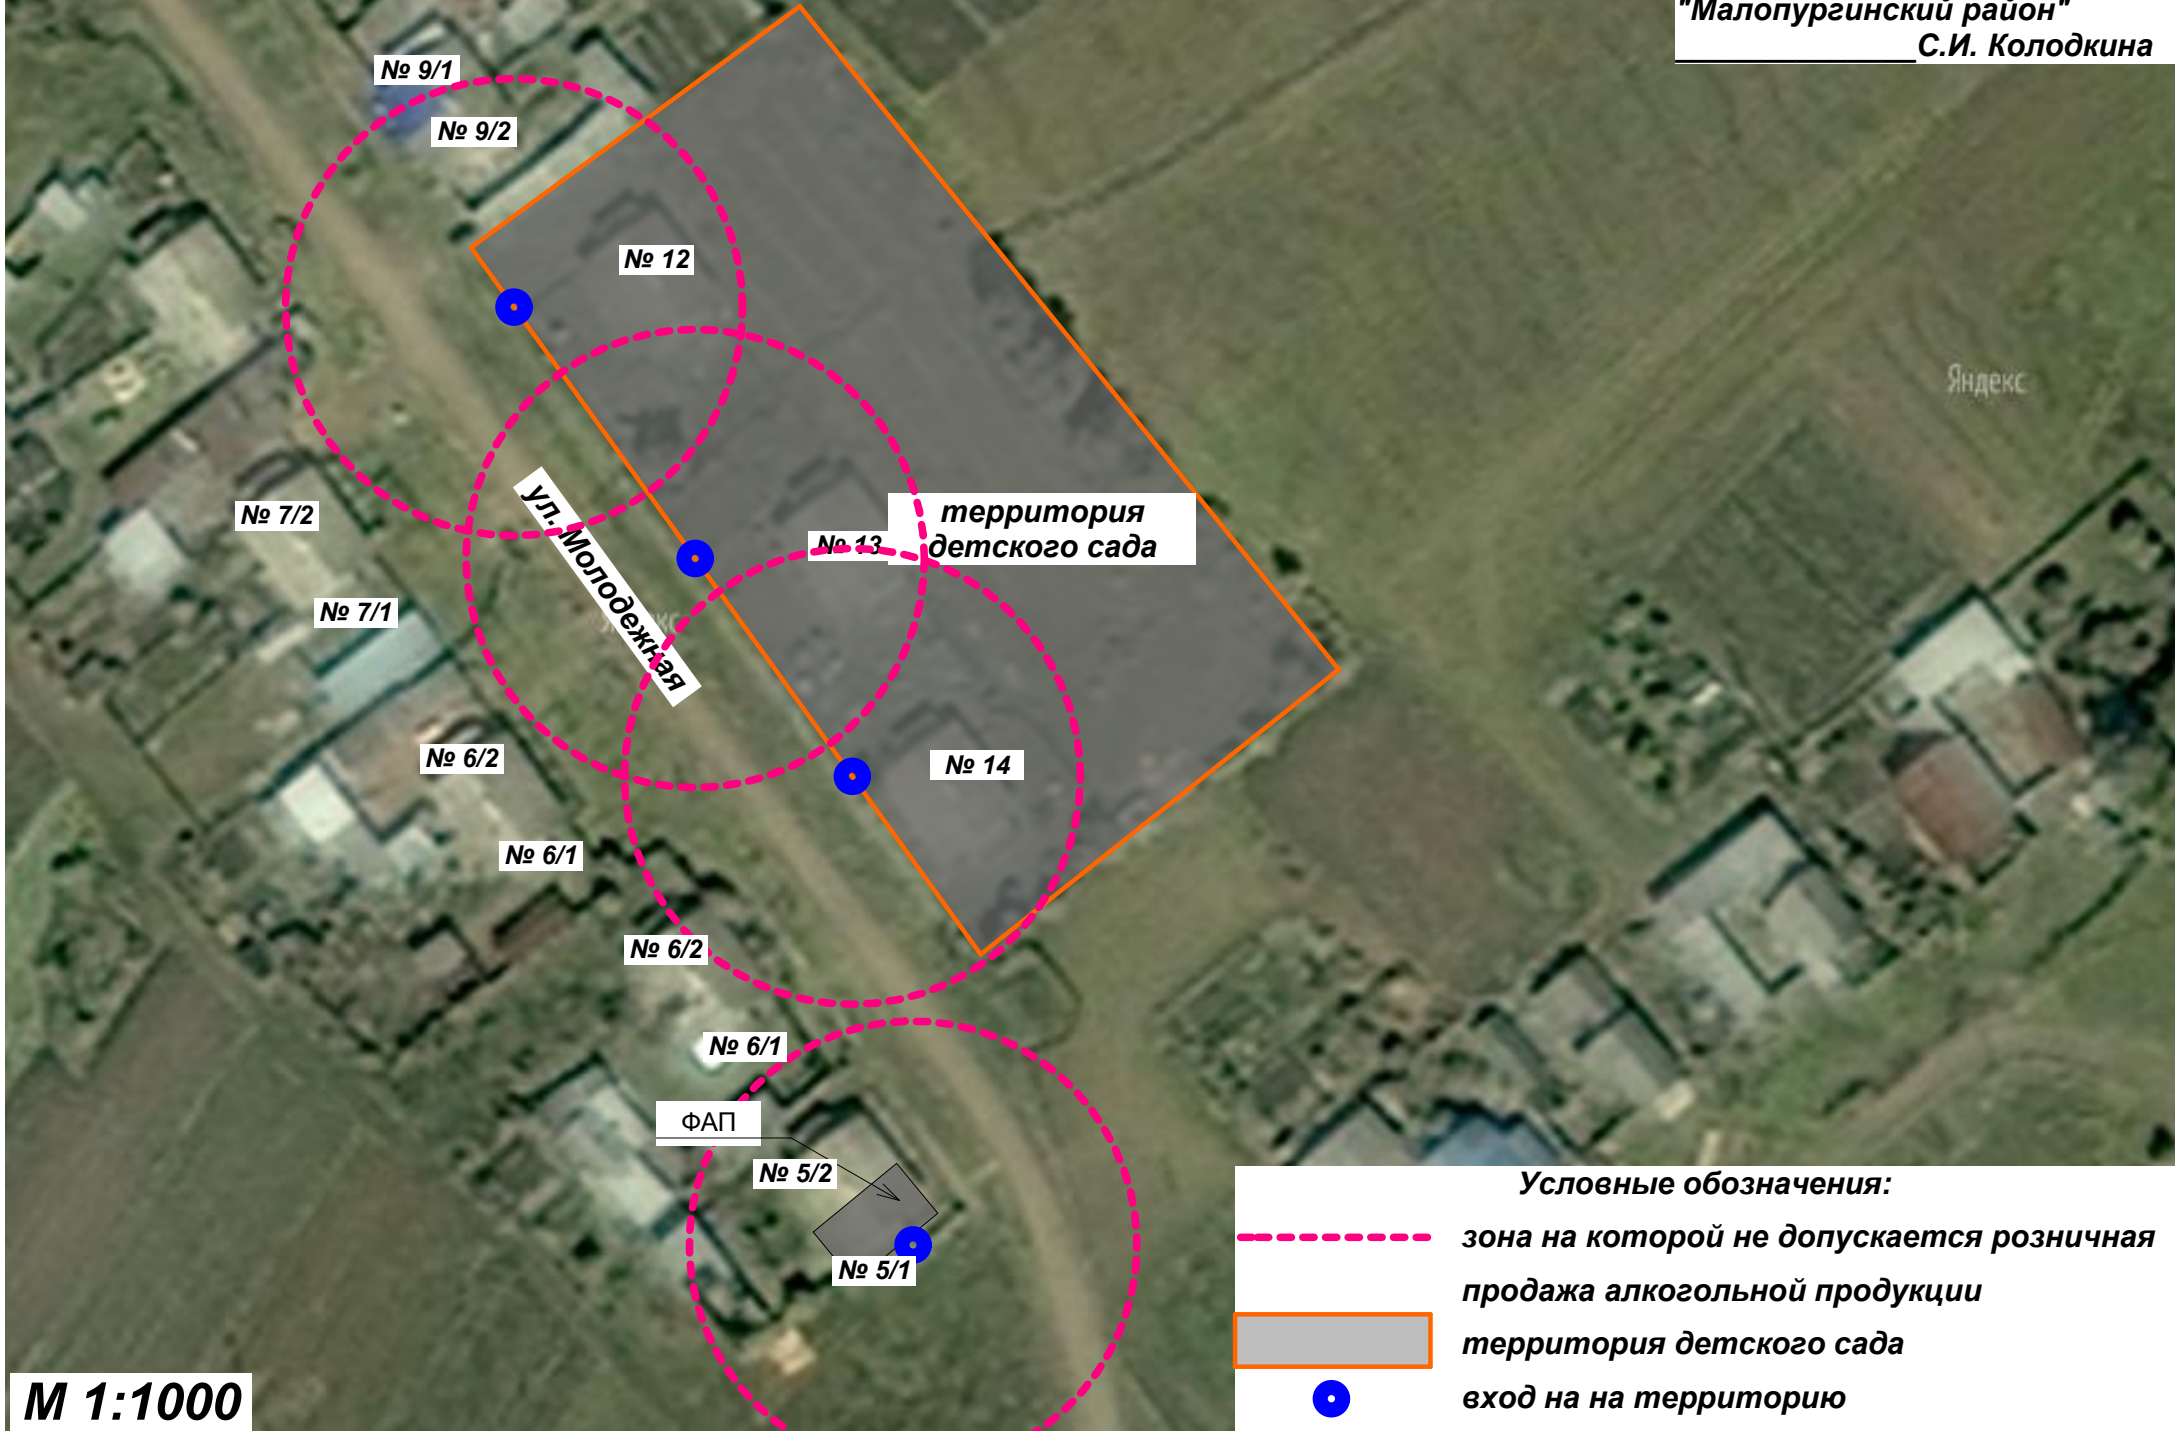 "Малопургинский район"
С.И. Колодкина
№ 9/1
№ 9/2
№ 12
Яндекс
№ 7/2
территория
детского сада
№ 13
ул. Молодежная
№ 7/1
№ 6/2
№ 14
№ 6/1
№ 6/2
№ 6/1
ФАП
№ 5/2
№ 5/1
Условные обозначения:
зона на которой не допускается розничная
продажа алкогольной продукции
территория детского сада
вход на на территорию
М 1:1000